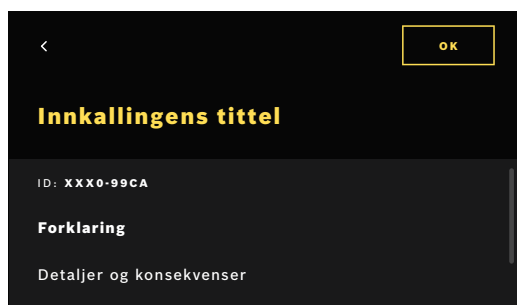 OK
Innkallingens tittel
ID: XXX0-99CA
Forklaring
Detaljer og konsekvenser